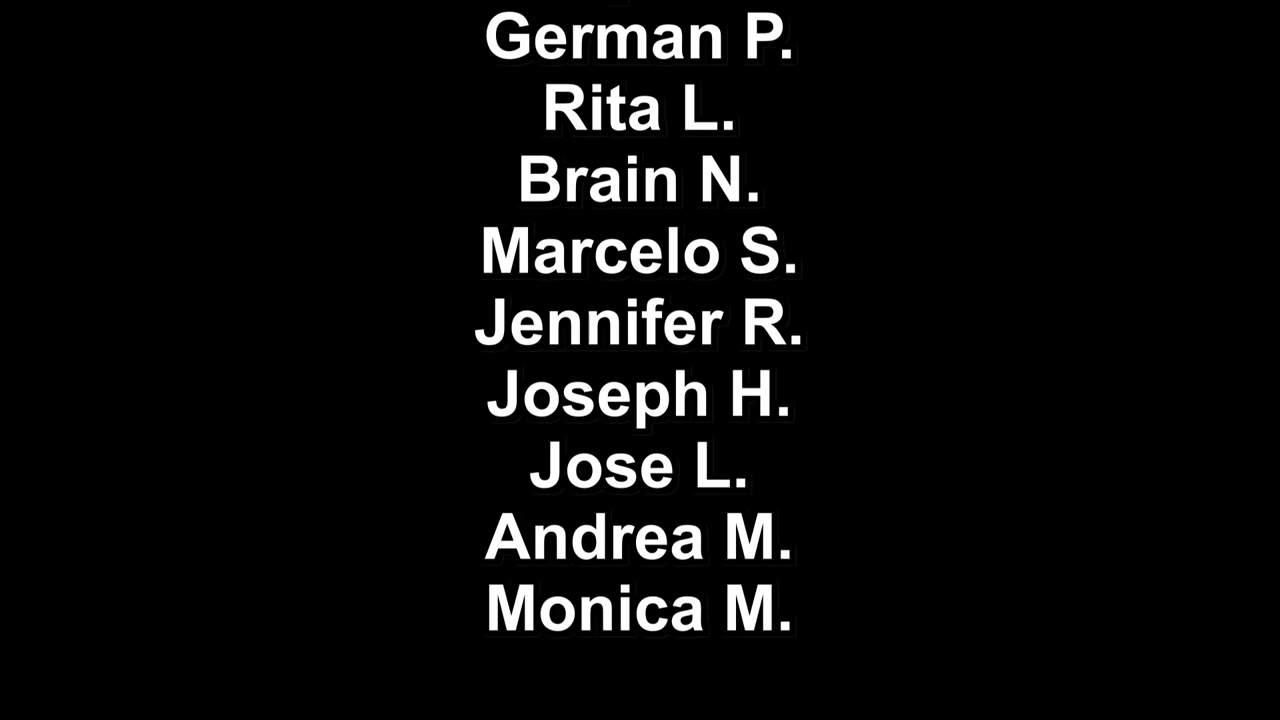 German P.
Rita L.
Brain N.
Marcelo S.
Jennifer R.
Joseph H.
Jose L.
Andrea M.
Monica M.